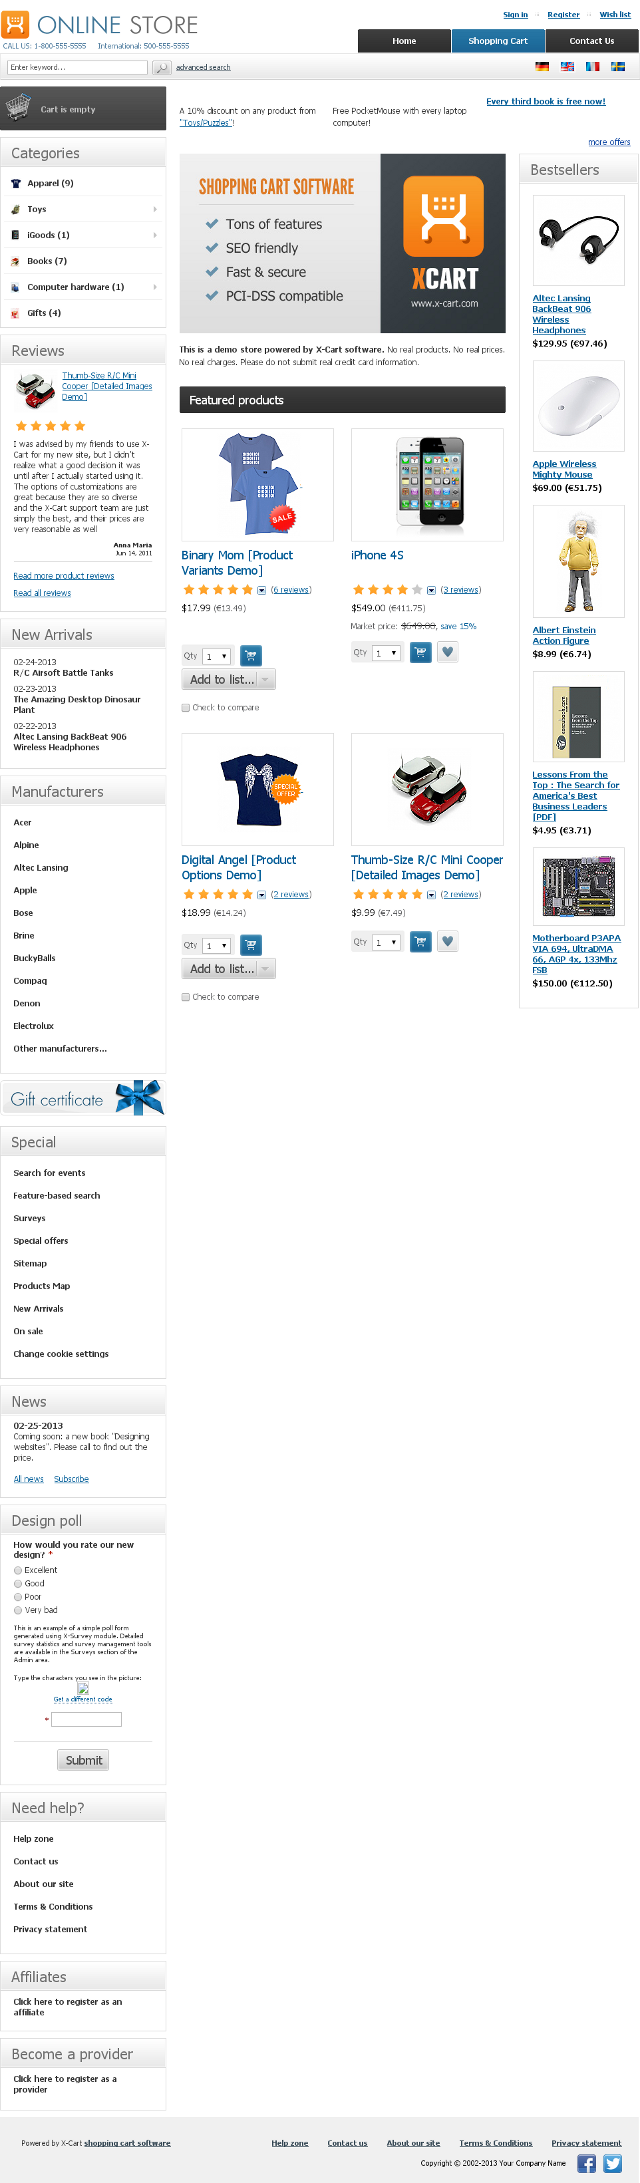 ONLINE STORE
CALL US: 1-800-555-5555 International: 500-555-5555
Sign in Register Wish list
Home Shopping Cart Contact Us
Enter keyword... advanced search
Cart is empty
Categories
Apparel (9)
Toys
iGoods (1)
Books (7)
Computer hardware (1)
Gifts (4)
Reviews
Thumb-Size R/C Mini
Cooper [Detailed Images
Demo]
I was advised by my friends to use X-
Cart for my new site, but I didn't
realize what a good decision it was
until after I actually started using it.
The options of customizations are
great because they are so diverse
and the X-Cart support team are just
simply the best, and their prices are
very reasonable as well
Anna Maria
Jun 14, 2011
Read more product reviews
Read all reviews
New Arrivals
02-24-2013
R/C Airsoft Battle Tanks
02-23-2013
The Amazing Desktop Dinosaur
Plant
02-22-2013
Altec Lansing BackBeat 906
Wireless Headphones
Manufacturers
Acer
Alpine
Altec Lansing
Apple
Bose
Brine
BuckyBalls
Compaq
Denon
Electrolux
Other manufacturers...
Gift certificate
Special
Search for events
Feature-based search
Surveys
Special offers
Sitemap
Products Map
New Arrivals
On sale
Change cookie settings
News
02-25-2013
Coming soon: a new book "Designing
websites". Please call to find out the
price.
All news Subscribe
Design poll
How would you rate our new
design? *
Excellent
Good
Poor
Very bad
This is an example of a simple poll form
generated using X-Survey module. Detailed
survey statistics and survey management tools
are available in the Surveys section of the
Admin area.
Type the characters you see in the picture:
Get a different code
*
Submit
Need help?
Help zone
Contact us
About our site
Terms & Conditions
Privacy statement
Affiliates
Click here to register as an
affiliate
Become a provider
Click here to register as a
provider
A 10% discount on any product from
"Toys/Puzzles"!
Free PocketMouse with every laptop
computer!
Every third book is free now!
more offers
SHOPPING CART SOFTWARE
Tons of features
SEO friendly
Fast & secure
PCI-DSS compatible
XCART
www.x-cart.com
This is a demo store powered by X-Cart software. No real products. No real prices.
No real charges. Please do not submit real credit card information.
Featured products
SALE
Binary Mom [Product
Variants Demo]
(6 reviews)
$17.99 (€13.49)
Qty 1
Add to list...
Check to compare
iPhone 4S
(3 reviews)
$549.00 (€411.75)
Market price: $649.00, save 15%
Qty 1
SPECIAL
OFFER
Digital Angel [Product
Options Demo]
(2 reviews)
$18.99 (€14.24)
Qty 1
Add to list...
Check to compare
Thumb-Size R/C Mini Cooper
[Detailed Images Demo]
(2 reviews)
$9.99 (€7.49)
Qty 1
Bestsellers
Altec Lansing
BackBeat 906
Wireless
Headphones
$129.95 (€97.46)
Apple Wireless
Mighty Mouse
$69.00 (€51.75)
Albert Einstein
Action Figure
$8.99 (€6.74)
Lessons From the
Top : The Search for
America's Best
Business Leaders
[PDF]
$4.95 (€3.71)
Motherboard P3APA
VIA 694, UltraDMA
66, AGP 4x, 133Mhz
FSB
$150.00 (€112.50)
Powered by X-Cart shopping cart software
Help zone Contact us About our site Terms & Conditions Privacy statement
Copyright © 2002-2013 Your Company Name